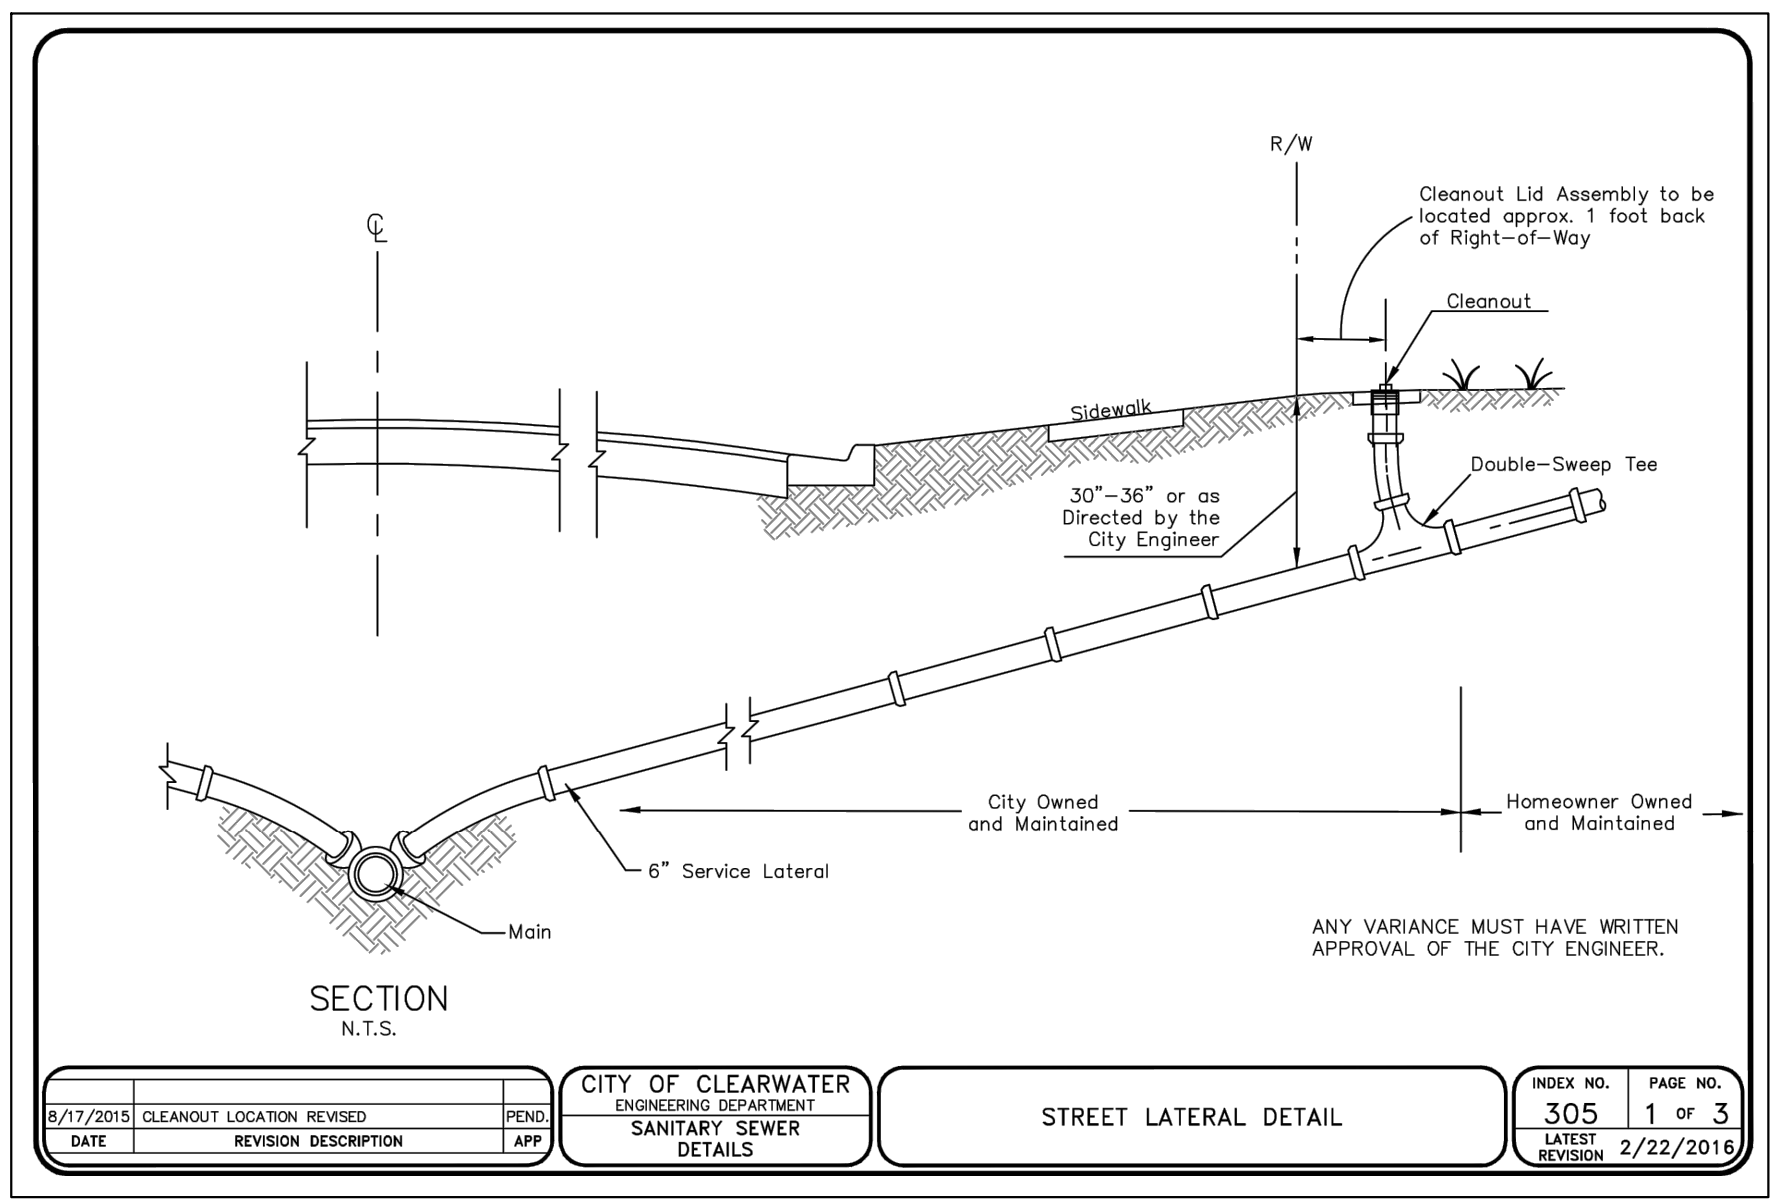 R/W
Cleanout Lid Assembly to be
located approx. 1 foot back
of Right-of-Way
℄
Cleanout
Sidewalk
Double-Sweep Tee
30"-36" or as
Directed by the
City Engineer
City Owned
and Maintained
Homeowner Owned
and Maintained
6" Service Lateral
Main
ANY VARIANCE MUST HAVE WRITTEN
APPROVAL OF THE CITY ENGINEER.
SECTION
N.T.S.
8/17/2015 CLEANOUT LOCATION REVISED PEND.
DATE REVISION DESCRIPTION APP
CITY OF CLEARWATER
ENGINEERING DEPARTMENT
SANITARY SEWER
DETAILS
STREET LATERAL DETAIL
INDEX NO. PAGE NO.
305 1 OF 3
LATEST
REVISION 2/22/2016